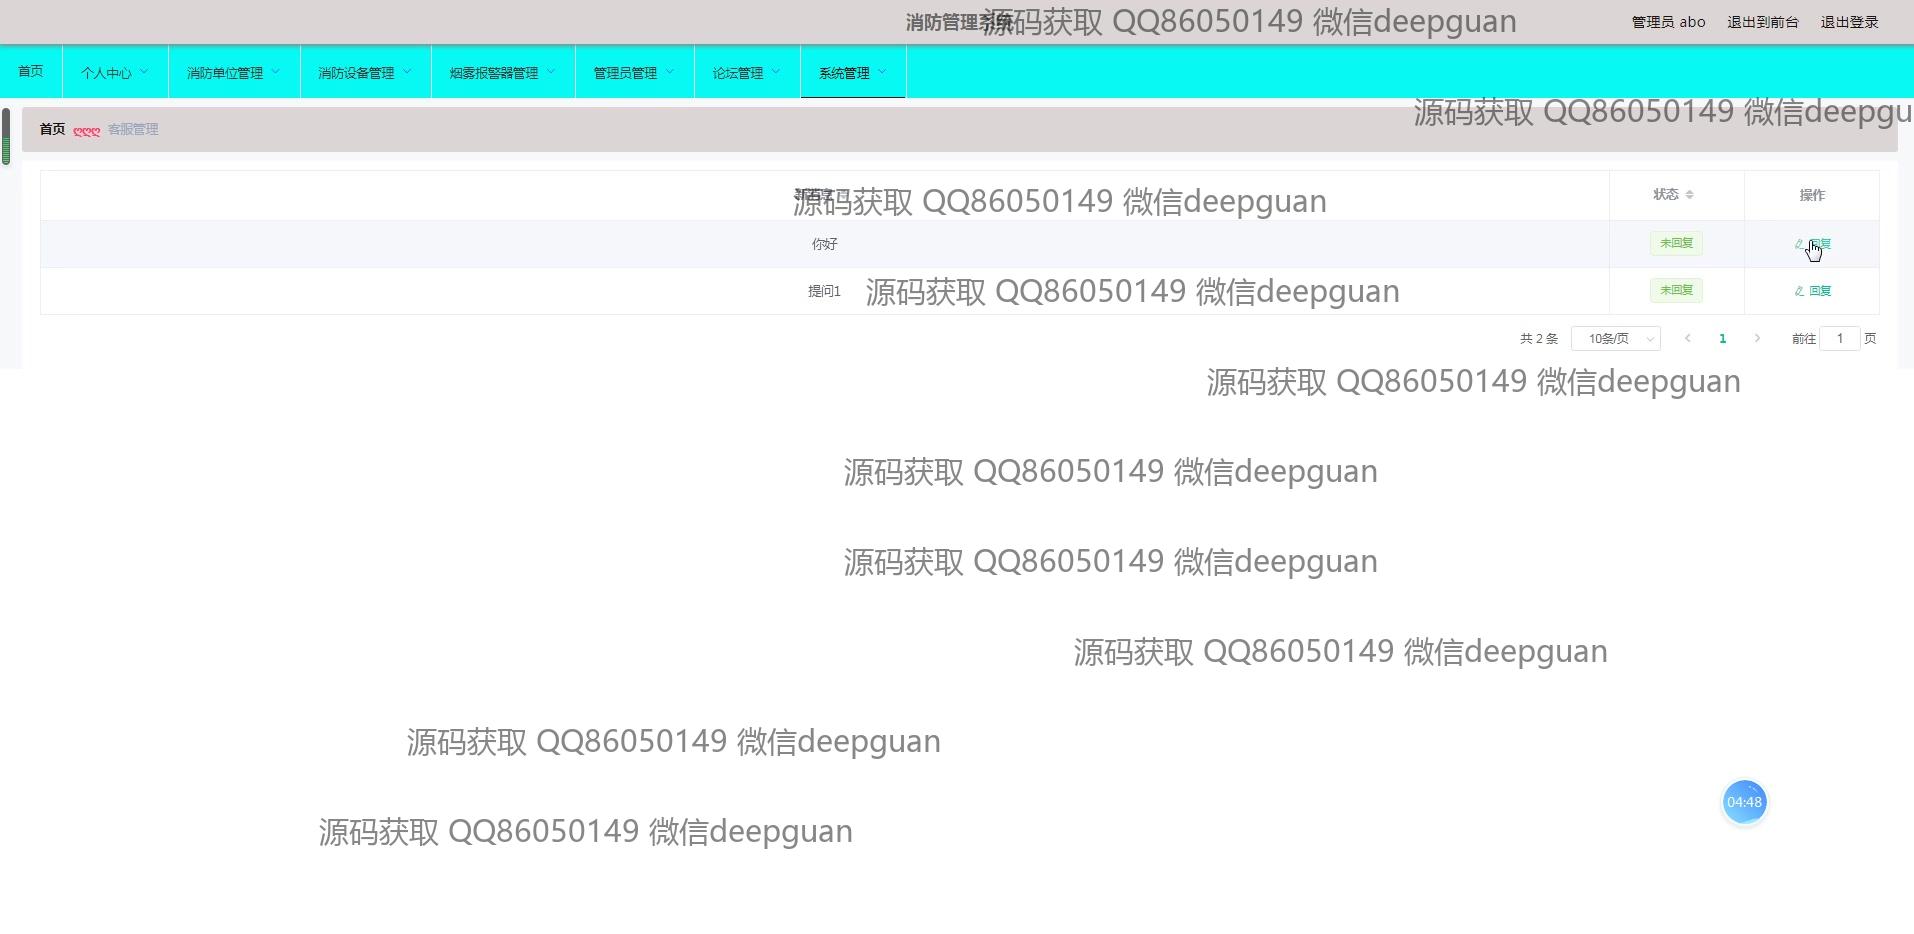 消防管理系统 源码获取 QQ86050149 微信deepguan 管理员 abo 退出到前台 退出登录
首页 个人中心 消防单位管理 消防设备管理 烟雾报警器管理 管理员管理 论坛管理 系统管理
源码获取 QQ86050149 微信deepgu
首页 客服管理
源码获取 QQ86050149 微信deepguan 状态 操作
你好 未回复 回复
提问1 源码获取 QQ86050149 微信deepguan 未回复 回复
共 2 条 10条/页 1 前往 1 页
源码获取 QQ86050149 微信deepguan
源码获取 QQ86050149 微信deepguan
源码获取 QQ86050149 微信deepguan
源码获取 QQ86050149 微信deepguan
源码获取 QQ86050149 微信deepguan
04:48
源码获取 QQ86050149 微信deepguan